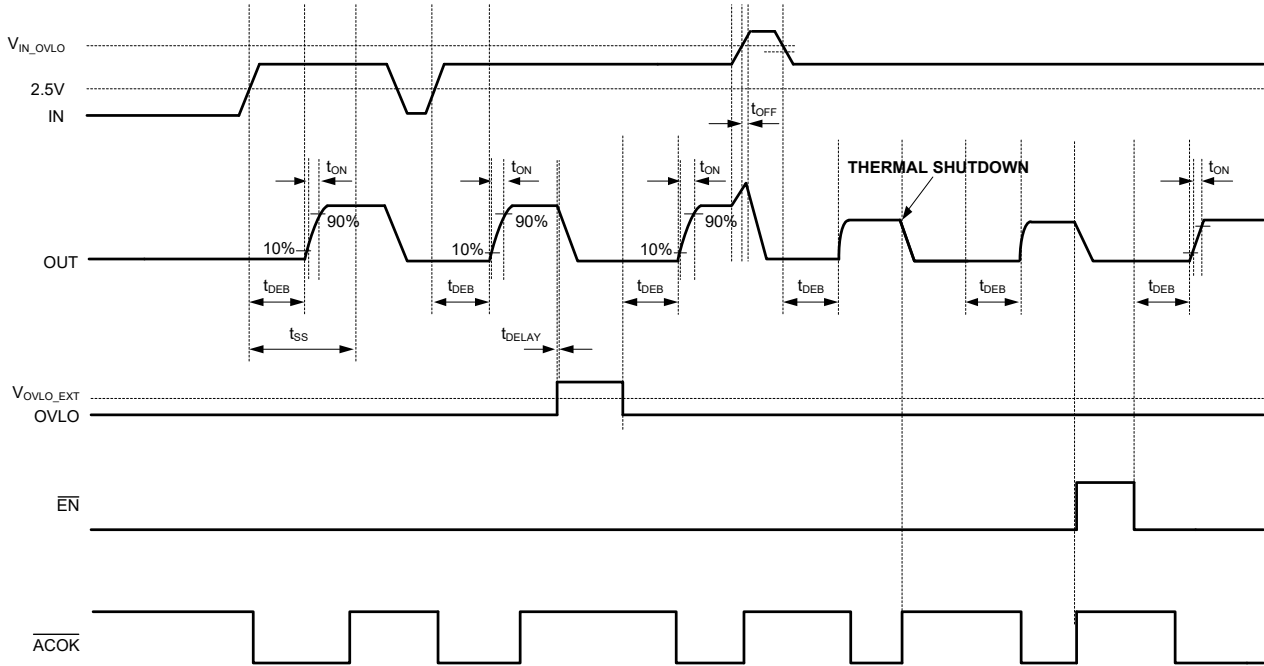 VIN_OVLO
2.5V
IN
tOFF
tON
tON
tON
THERMAL SHUTDOWN
tON
90%
90%
90%
10%
10%
10%
OUT
tDEB
tDEB
tDEB
tDEB
tDEB
tDEB
tSS
tDELAY
VOVLO_EXT
OVLO
EN
ACOK